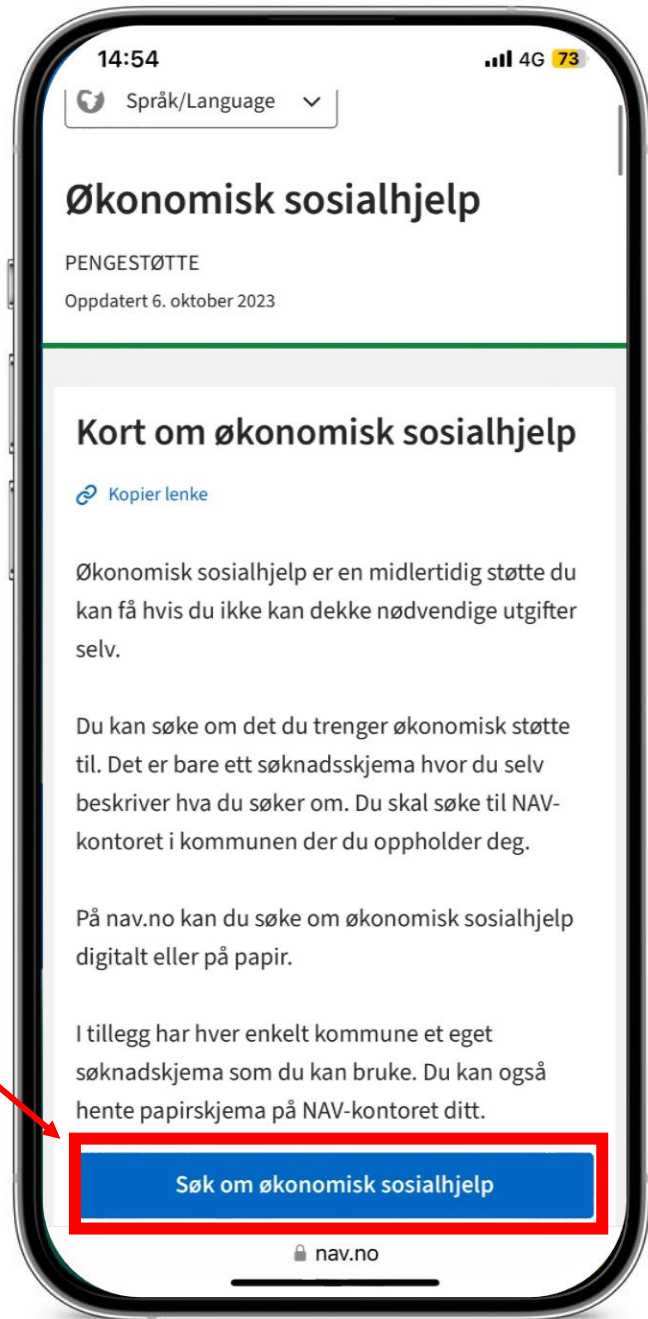 14:54 4G 73
Språk/Language
Økonomisk sosialhjelp
PENGESTØTTE
Oppdatert 6. oktober 2023
Kort om økonomisk sosialhjelp
Kopier lenke
Økonomisk sosialhjelp er en midlertidig støtte du
kan få hvis du ikke kan dekke nødvendige utgifter
selv.
Du kan søke om det du trenger økonomisk støtte
til. Det er bare ett søknadsskjema hvor du selv
beskriver hva du søker om. Du skal søke til NAV-
kontoret i kommunen der du oppholder deg.
På nav.no kan du søke om økonomisk sosialhjelp
digitalt eller på papir.
I tillegg har hver enkelt kommune et eget
søknadskjema som du kan bruke. Du kan også
hente papirskjema på NAV-kontoret ditt.
Søk om økonomisk sosialhjelp
nav.no